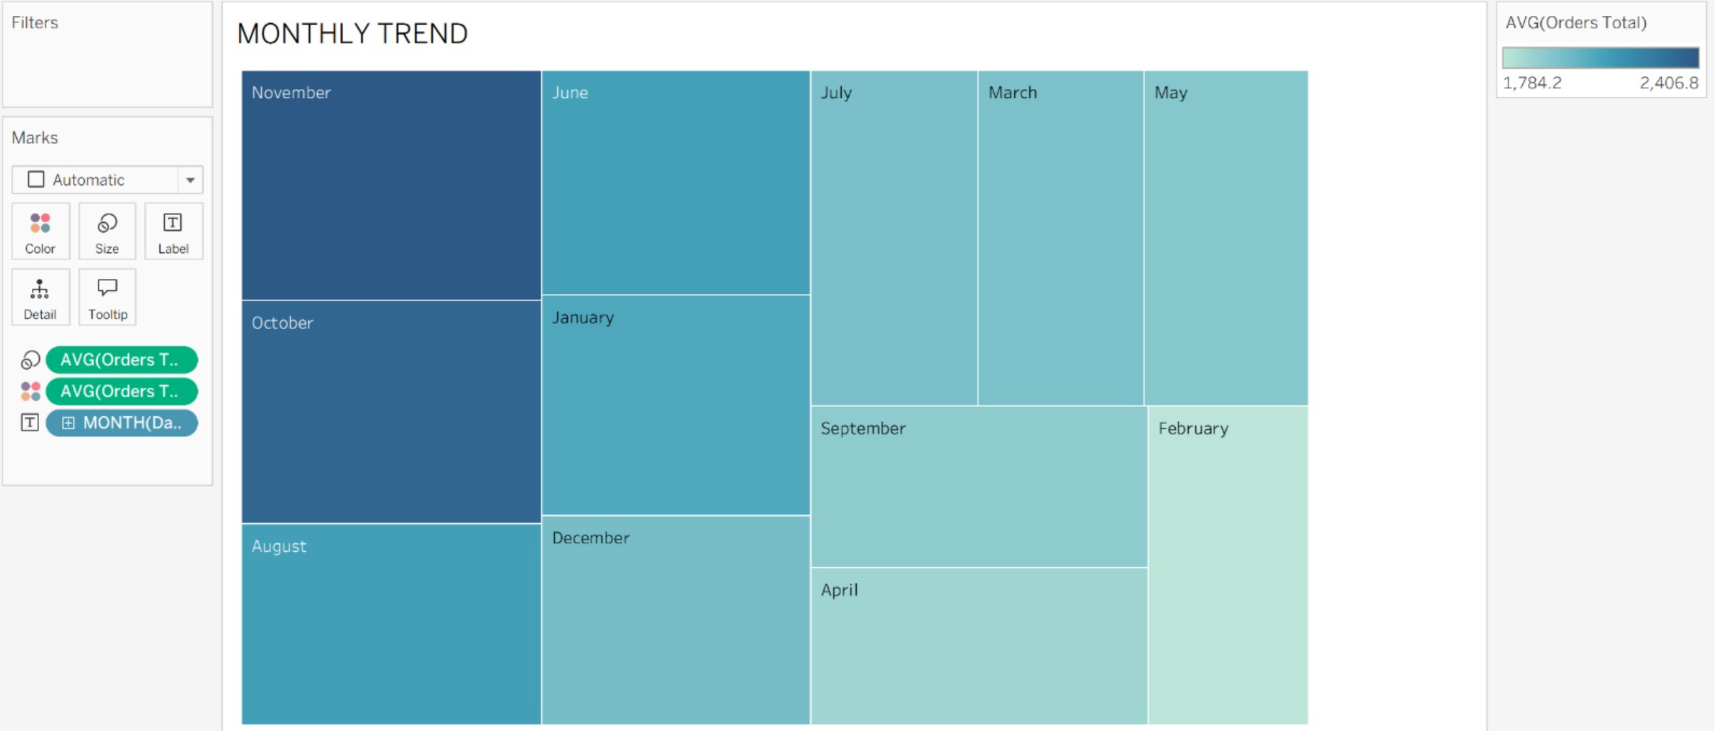 Filters
MONTHLY TREND
AVG(Orders Total)
1,784.2 2,406.8
Marks
Automatic
Color Size Label
Detail Tooltip
AVG(Orders T..
AVG(Orders T..
MONTH(Da..
November
June
July
March
May
October
January
August
December
September
February
April